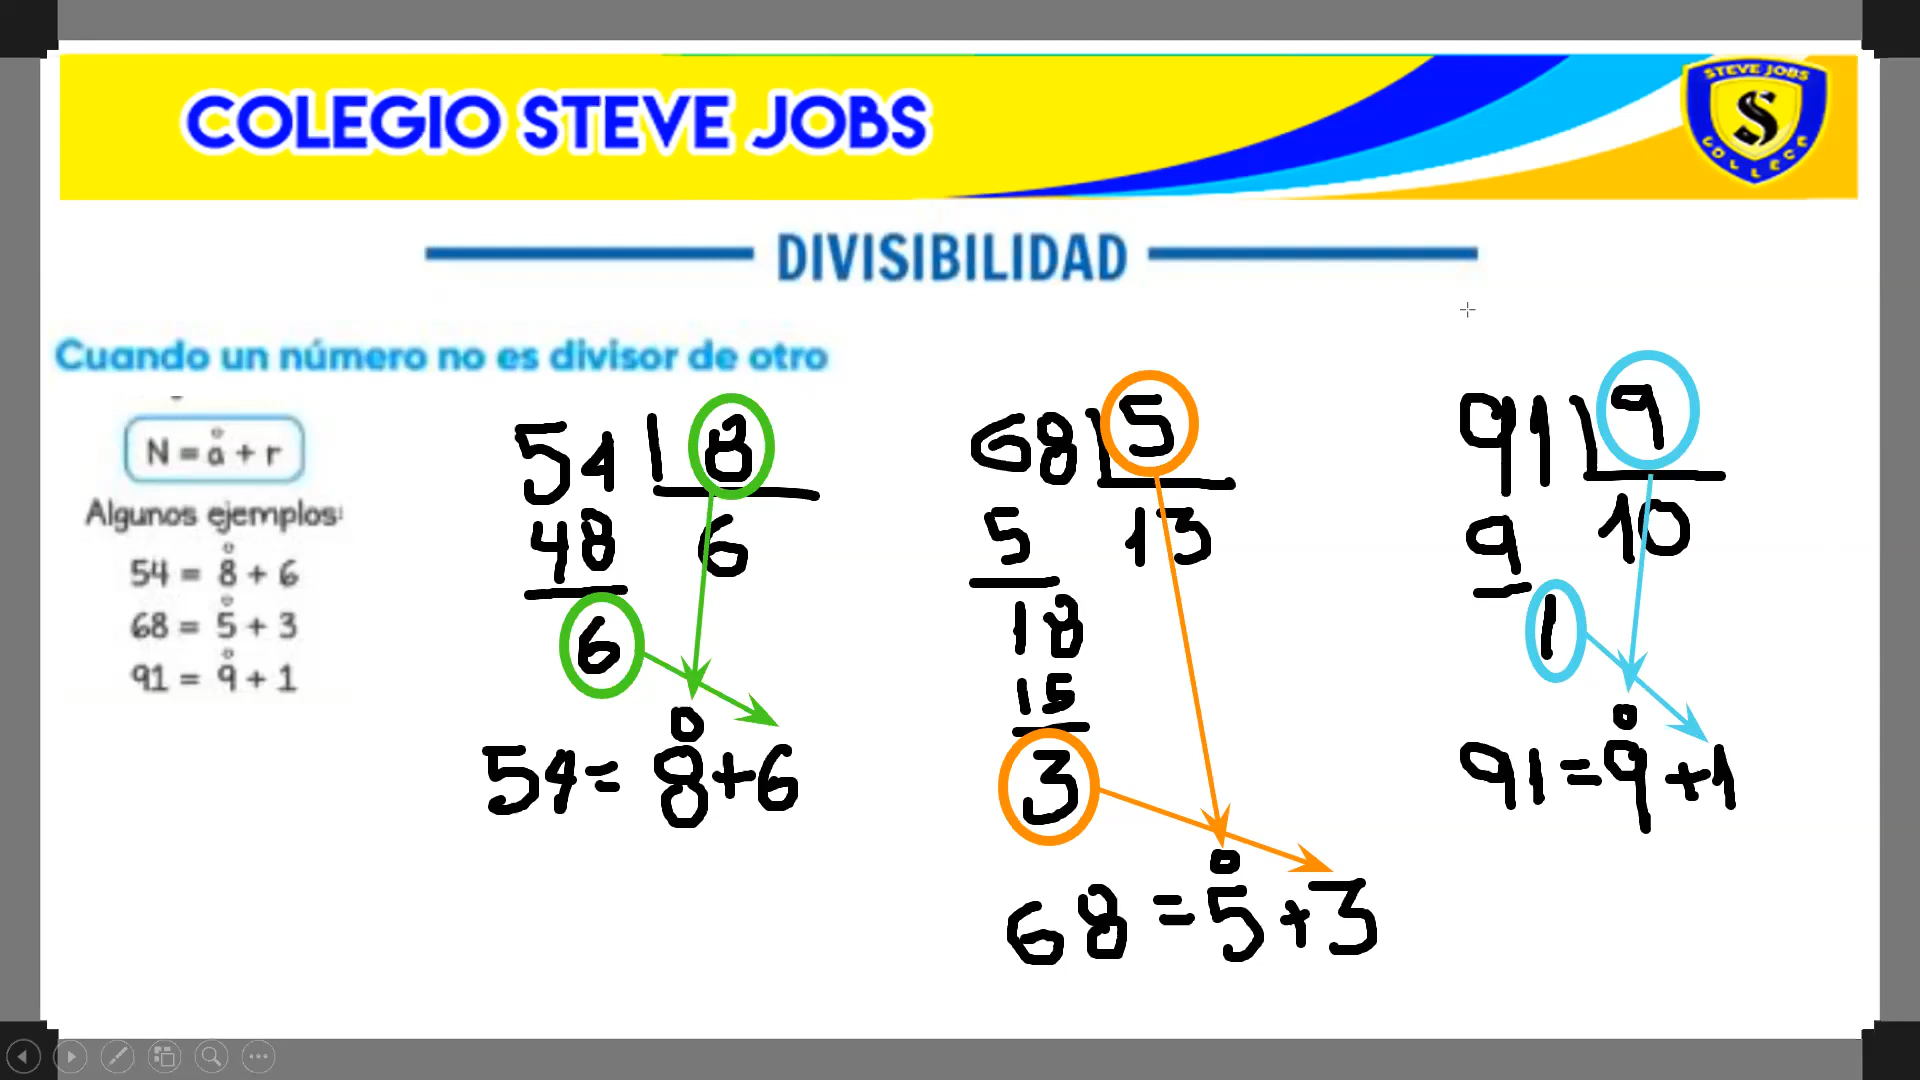 COLEGIO STEVE JOBS
STEVE JOBS
S
COLLEGE
DIVISIBILIDAD
Cuando un número no es divisor de otro
N = å + r
Algunos ejemplos:
54 = 8̊ + 6
68 = 5̊ + 3
91 = 9̊ + 1
54 8
48 6
6
54 = 8̊ + 6
68 5
5 13
18
15
3
68 = 5̊ + 3
91 9
9 10
1
91 = 9̊ + 1